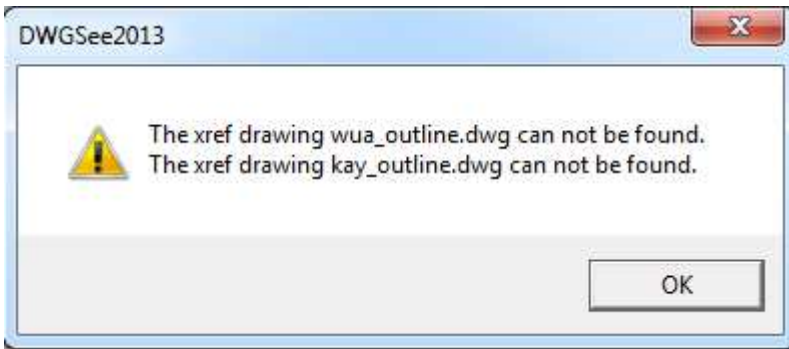 DWGSee2013
The xref drawing wua_outline.dwg can not be found.
The xref drawing kay_outline.dwg can not be found.
OK